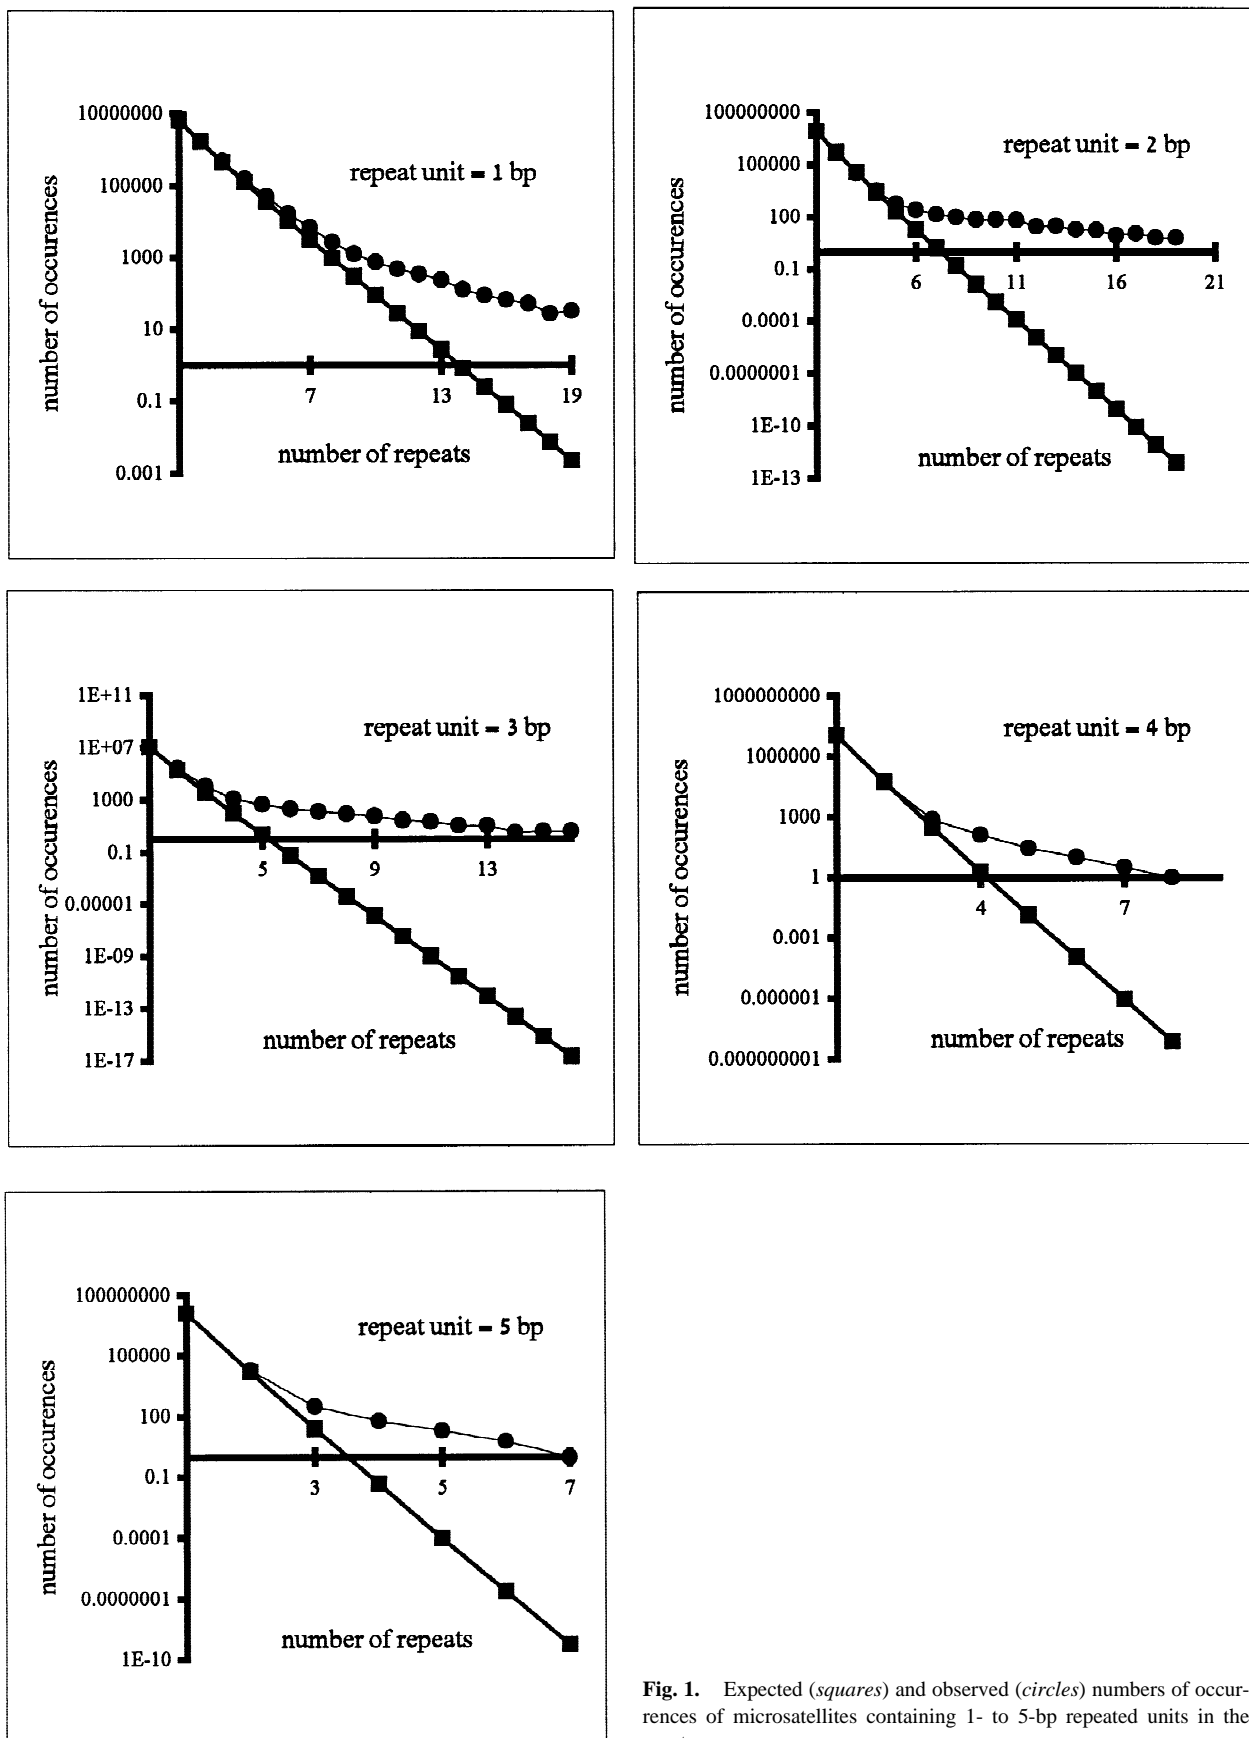 10000000
100000
1000
10
0.1
0.001
number of occurences
repeat unit = 1 bp
7 13 19
number of repeats
100000000
100000
100
0.1
0.0001
0.0000001
1E-10
1E-13
number of occurences
repeat unit = 2 bp
6 11 16 21
number of repeats
1E+11
1E+07
1000
0.1
0.00001
1E-09
1E-13
1E-17
number of occurences
repeat unit = 3 bp
5 9 13
number of repeats
1000000000
1000000
1000
1
0.001
0.000001
0.000000001
number of occurences
repeat unit = 4 bp
4 7
number of repeats
100000000
100000
100
0.1
0.0001
0.0000001
1E-10
number of occurences
repeat unit = 5 bp
3 5 7
number of repeats
Fig. 1. Expected (squares) and observed (circles) numbers of occur-
rences of microsatellites containing 1- to 5-bp repeated units in the